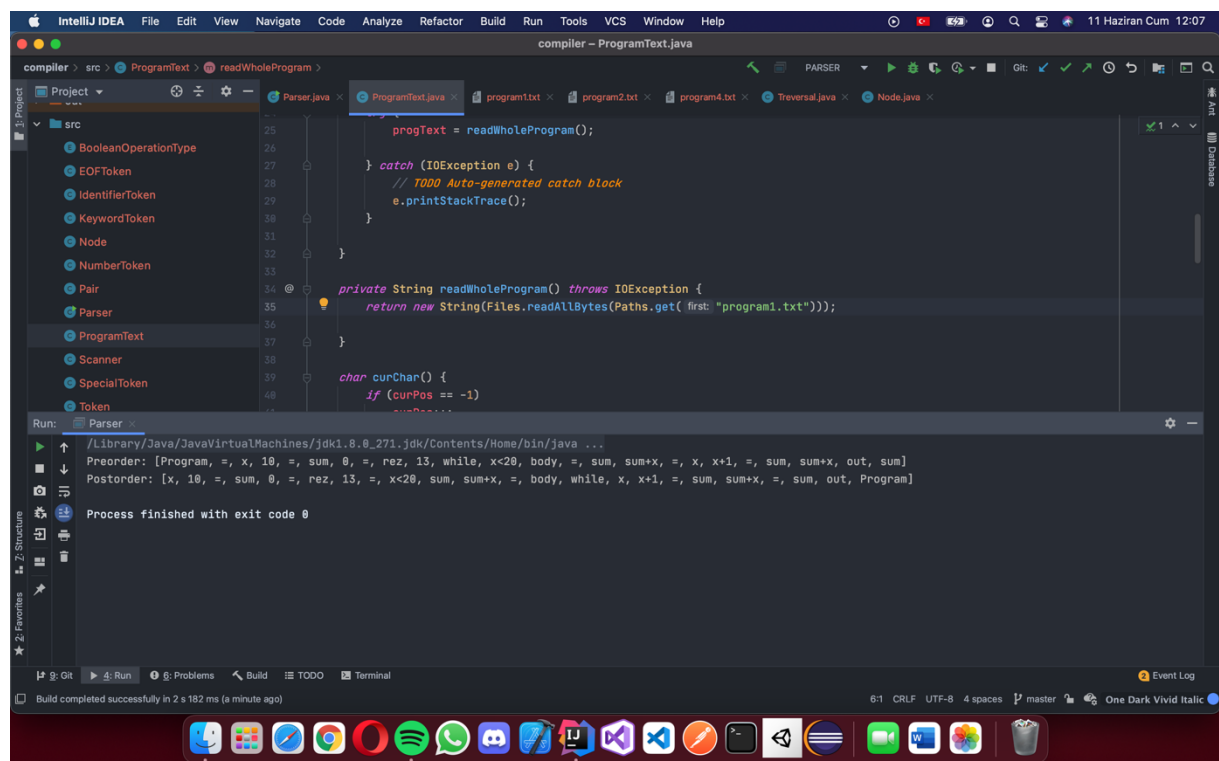 IntelliJ IDEA File Edit View Navigate Code Analyze Refactor Build Run Tools VCS Window Help 11 Haziran Cum 12:07
compiler – ProgramText.java
compiler src ProgramText readWholeProgram PARSER Git:
1: Project
Project
Parser.java ProgramText.java program1.txt program2.txt program4.txt Treversal.java Node.java
Ant
Database
src
BooleanOperationType
EOFToken
IdentifierToken
KeywordToken
Node
NumberToken
Pair
Parser
ProgramText
Scanner
SpecialToken
Token
1
25 progText = readWholeProgram();
26
27 } catch (IOException e) {
28 // TODO Auto-generated catch block
29 e.printStackTrace();
30 }
31
32 }
33
34 @ private String readWholeProgram() throws IOException {
35 return new String(Files.readAllBytes(Paths.get( first: "program1.txt")));
36
37 }
38
39 char curChar() {
40 if (curPos == -1)
Run: Parser
/Library/Java/JavaVirtualMachines/jdk1.8.0_271.jdk/Contents/Home/bin/java ...
Preorder: [Program, =, x, 10, =, sum, 0, =, rez, 13, while, x<20, body, =, sum, sum+x, =, x, x+1, =, sum, sum+x, out, sum]
Postorder: [x, 10, =, sum, 0, =, rez, 13, =, x<20, sum, sum+x, =, body, while, x, x+1, =, sum, sum+x, =, sum, out, Program]
Process finished with exit code 0
Z: Structure
2: Favorites
9: Git 4: Run 6: Problems Build TODO Terminal 2 Event Log
Build completed successfully in 2 s 182 ms (a minute ago) 6:1 CRLF UTF-8 4 spaces master One Dark Vivid Italic